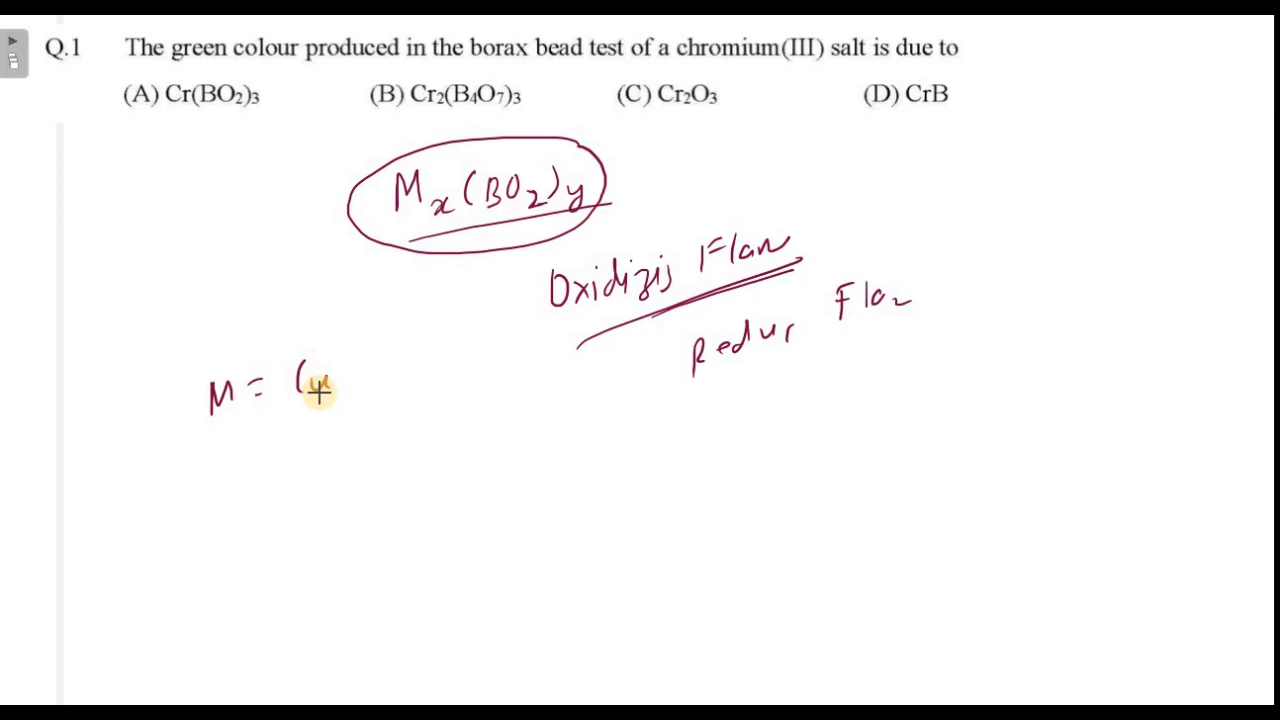 Q.1 The green colour produced in the borax bead test of a chromium(III) salt is due to
(A) Cr(BO₂)₃ (B) Cr₂(B₄O₇)₃ (C) Cr₂O₃ (D) CrB
Mₓ(BO₂)y
Oxidizis Flan
Redur Fla
M =